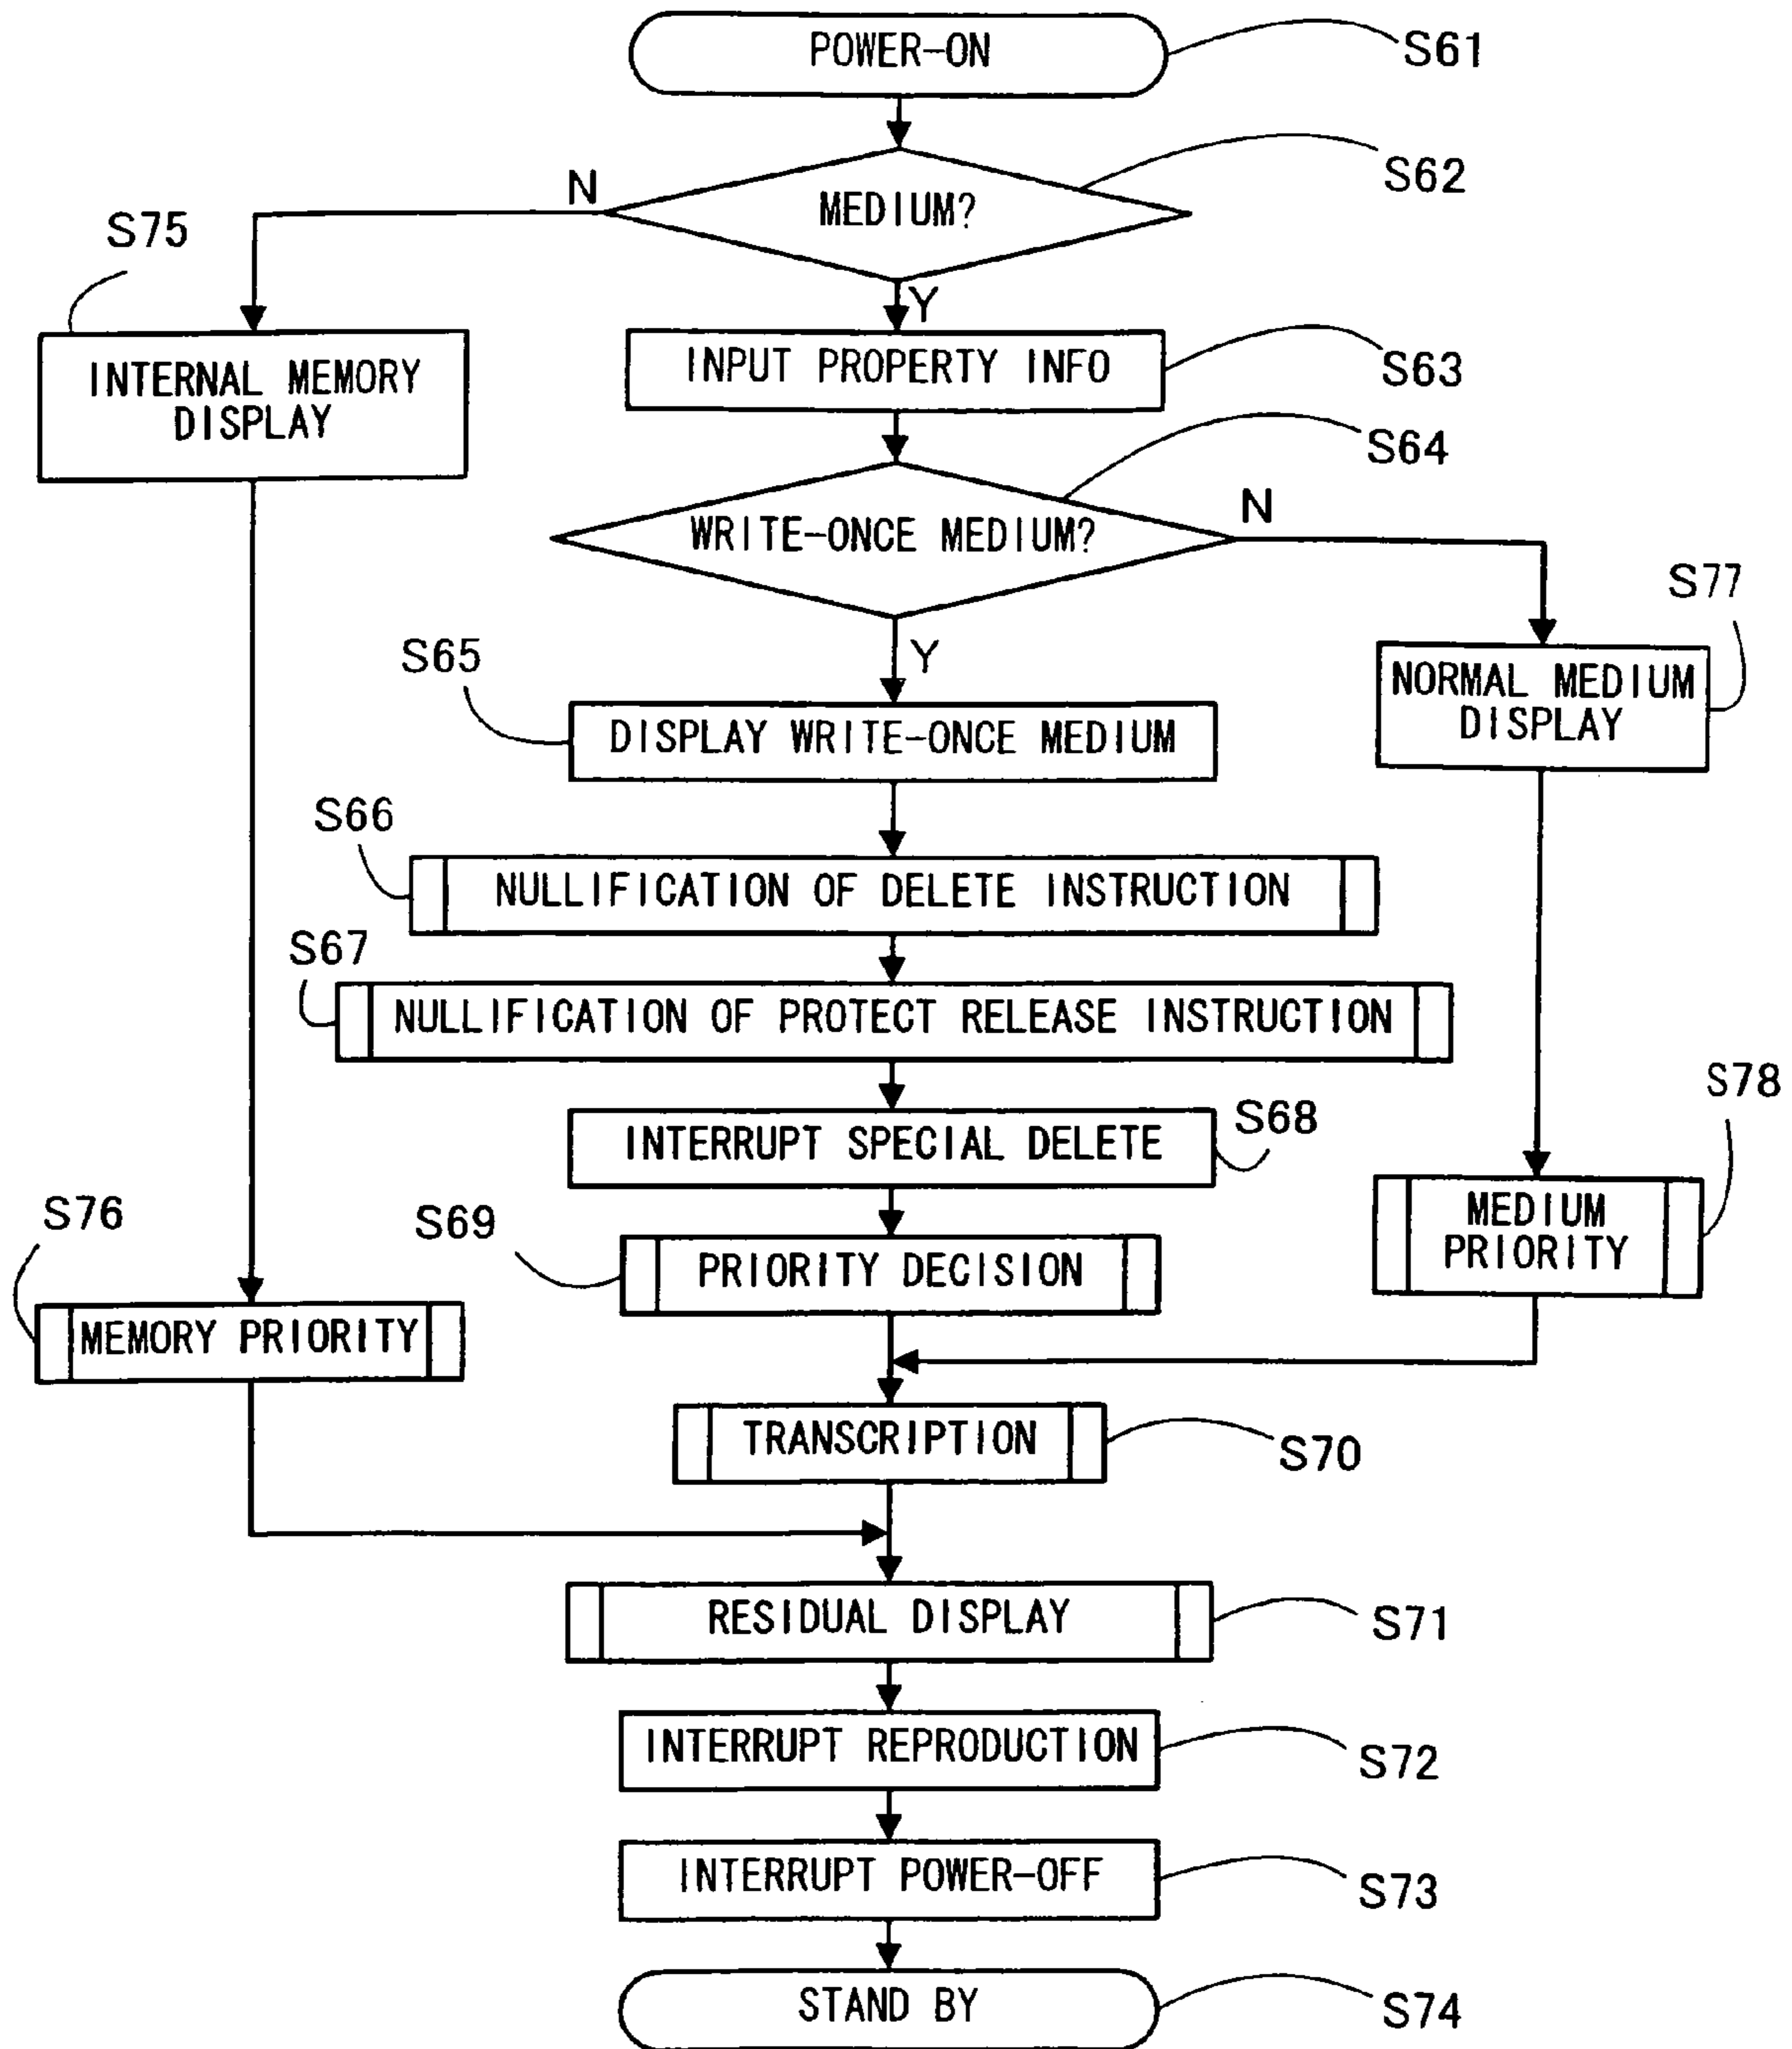 POWER-ON
S61
MEDIUM?
S62
N
S75
Y
INTERNAL MEMORY
DISPLAY
INPUT PROPERTY INFO
S63
S64
WRITE-ONCE MEDIUM?
N
S77
Y
S65
DISPLAY WRITE-ONCE MEDIUM
NORMAL MEDIUM
DISPLAY
S66
NULLIFICATION OF DELETE INSTRUCTION
S67
NULLIFICATION OF PROTECT RELEASE INSTRUCTION
S68
INTERRUPT SPECIAL DELETE
S78
S69
PRIORITY DECISION
MEDIUM
PRIORITY
S76
MEMORY PRIORITY
TRANSCRIPTION
S70
RESIDUAL DISPLAY
S71
INTERRUPT REPRODUCTION
S72
INTERRUPT POWER-OFF
S73
STAND BY
S74